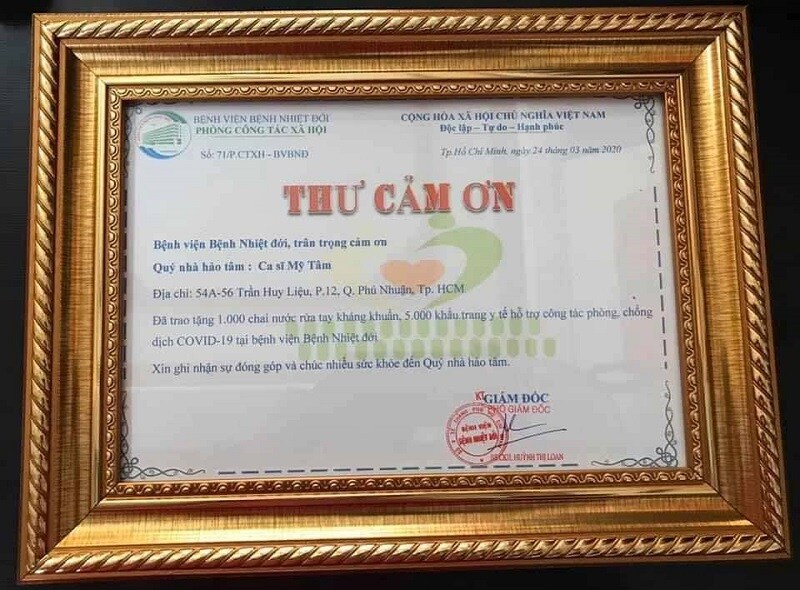 BỆNH VIỆN BỆNH NHIỆT ĐỚI
PHÒNG CÔNG TÁC XÃ HỘI
Số: 71/P.CTXH – BVBNĐ
CỘNG HÒA XÃ HỘI CHỦ NGHĨA VIỆT NAM
Độc lập – Tự do – Hạnh phúc
Tp.Hồ Chí Minh, ngày 24 tháng 03 năm 2020
THƯ CẢM ƠN
Bệnh viện Bệnh Nhiệt đới, trân trọng cảm ơn
Quý nhà hảo tâm : Ca sĩ Mỹ Tâm
Địa chỉ: 54A-56 Trần Huy Liệu, P.12, Q. Phú Nhuận, Tp. HCM
Đã trao tặng 1.000 chai nước rửa tay kháng khuẩn, 5.000 khẩu trang y tế hỗ trợ công tác phòng, chống
dịch COVID-19 tại bệnh viện Bệnh Nhiệt đới
Xin ghi nhận sự đóng góp và chúc nhiều sức khỏe đến Quý nhà hảo tâm.
KT GIÁM ĐỐC
PHÓ GIÁM ĐỐC
BỆNH VIỆN
BỆNH NHIỆT ĐỚI
HUỲNH THỊ LOAN